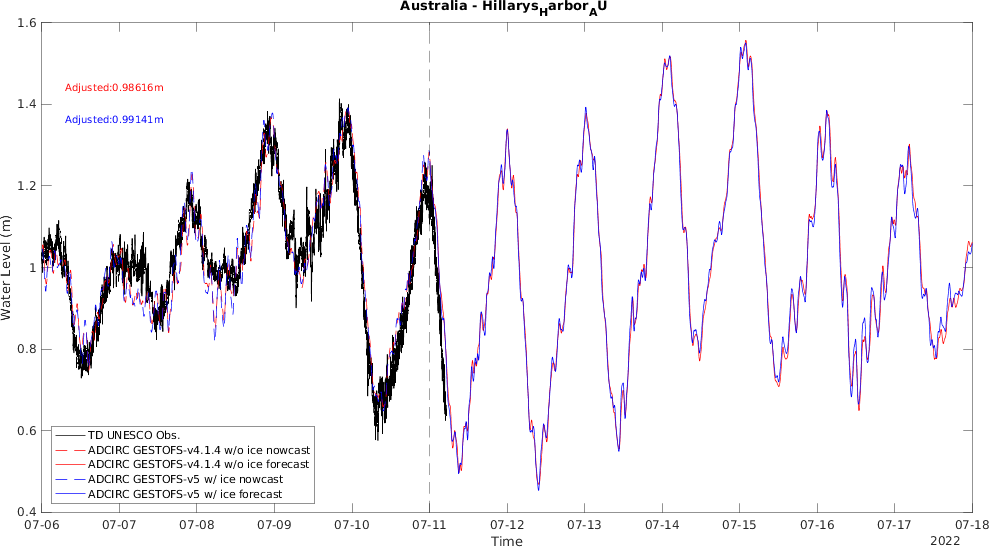 Australia - HillarysHarborAU
1.6
1.4
1.2
1
0.8
0.6
0.4
Water Level (m)
Adjusted:0.98616m
Adjusted:0.99141m
TD UNESCO Obs.
ADCIRC GESTOFS-v4.1.4 w/o ice nowcast
ADCIRC GESTOFS-v4.1.4 w/o ice forecast
ADCIRC GESTOFS-v5 w/ ice nowcast
ADCIRC GESTOFS-v5 w/ ice forecast
07-06 07-07 07-08 07-09 07-10 07-11 07-12 07-13 07-14 07-15 07-16 07-17 07-18
Time
2022